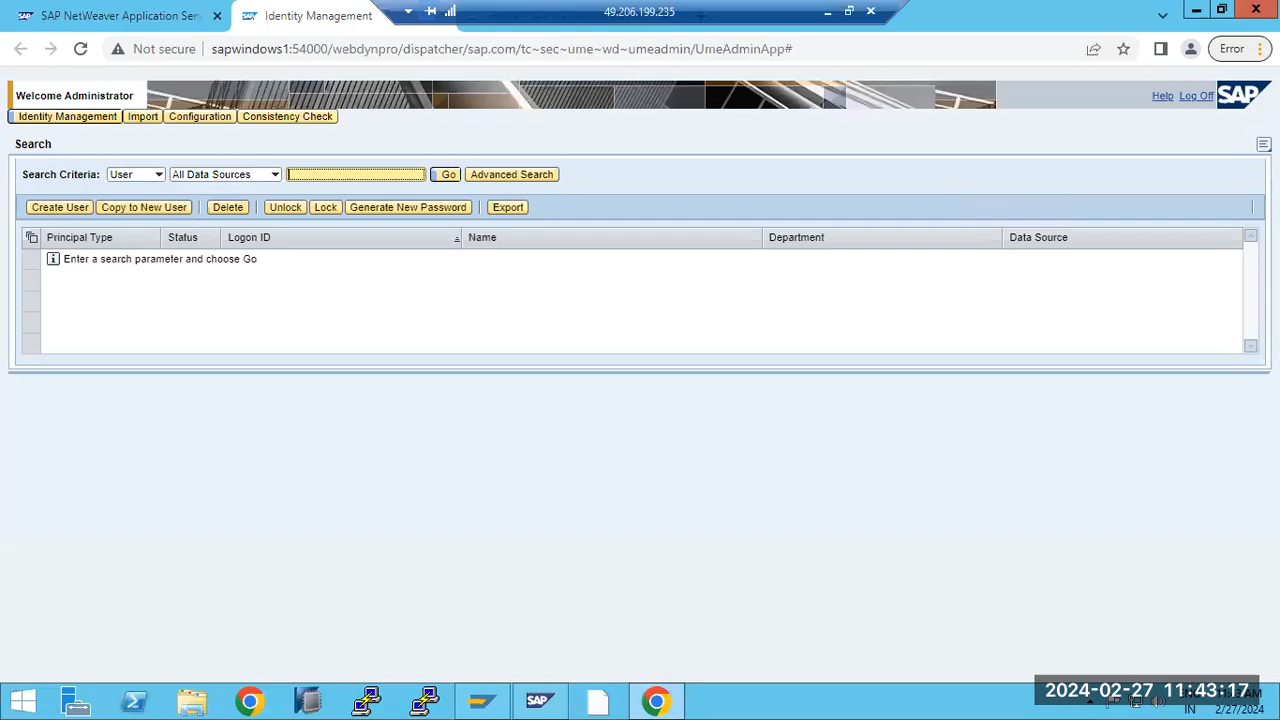 SAP NetWeaver Application Ser
Identity Management
49.206.199.235
Not secure
sapwindows1:54000/webdynpro/dispatcher/sap.com/tc~sec~ume~wd~umeadmin/UmeAdminApp#
Error
Welcome Administrator
Help Log Off SAP
Identity Management Import Configuration Consistency Check
Search
Search Criteria: User All Data Sources Go Advanced Search
Create User Copy to New User Delete Unlock Lock Generate New Password Export
Principal Type Status Logon ID Name Department Data Source
Enter a search parameter and choose Go
SAP
2024-02-27 11:43:17
IN 2/27/2024